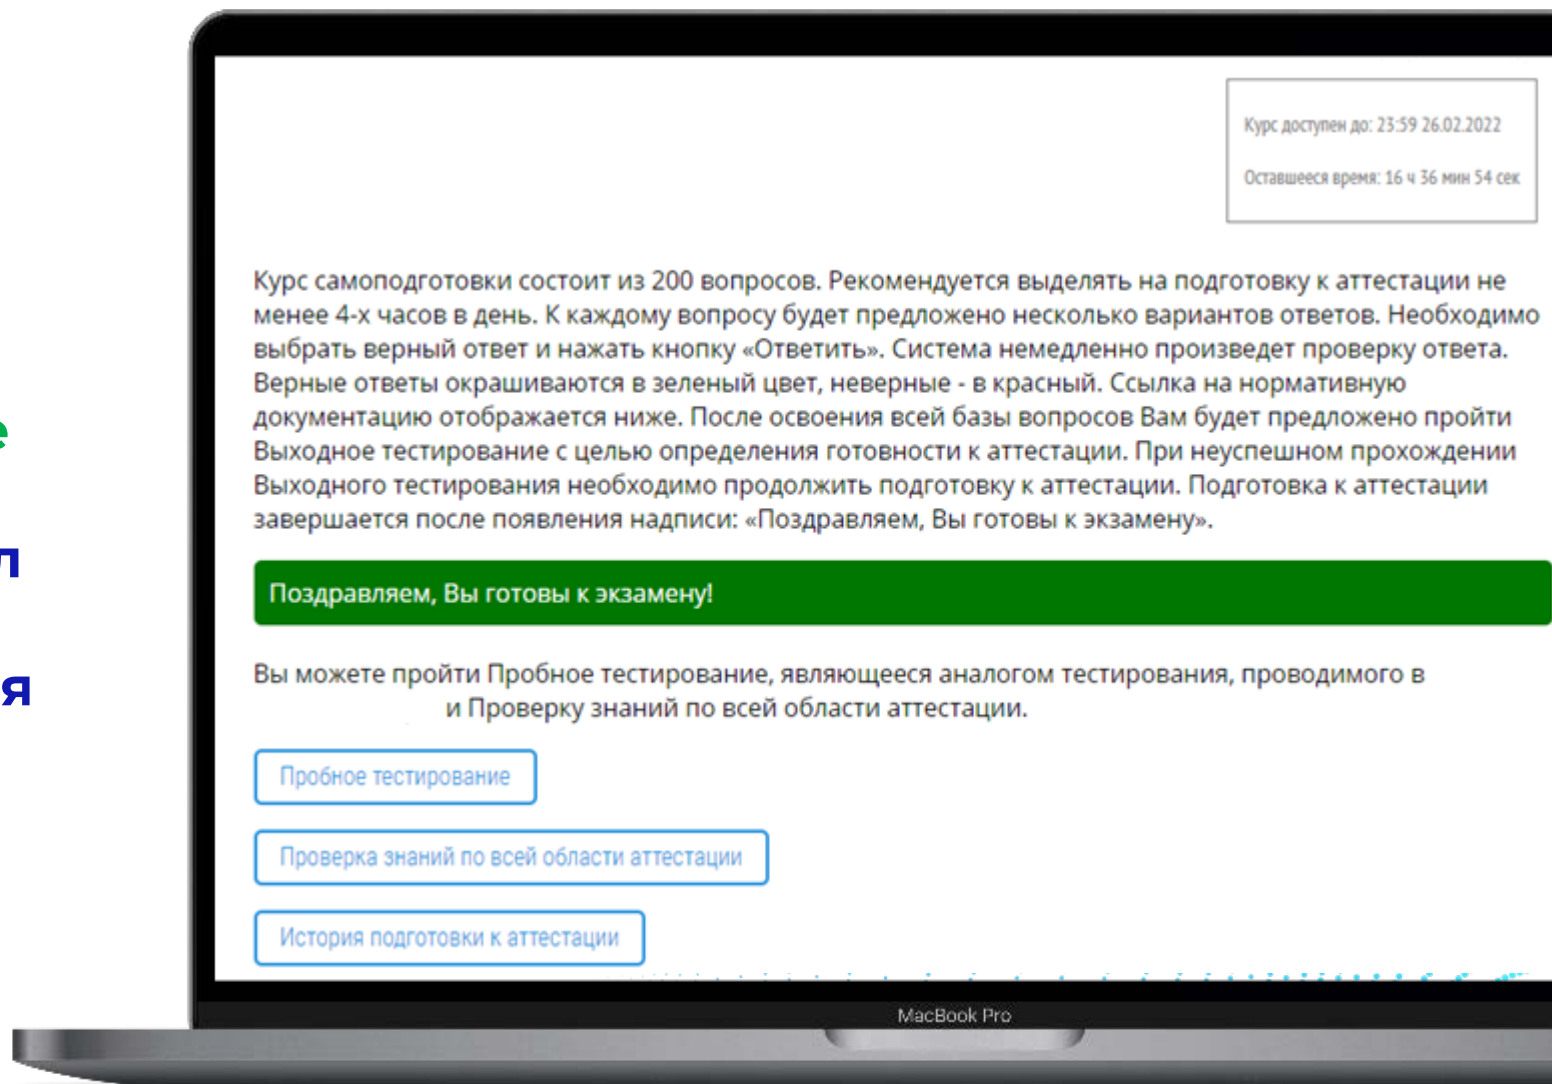 е
л
я
Курс доступен до: 23:59 26.02.2022
Оставшееся время: 16 ч 36 мин 54 сек
Курс самоподготовки состоит из 200 вопросов. Рекомендуется выделять на подготовку к аттестации не
менее 4-х часов в день. К каждому вопросу будет предложено несколько вариантов ответов. Необходимо
выбрать верный ответ и нажать кнопку «Ответить». Система немедленно произведет проверку ответа.
Верные ответы окрашиваются в зеленый цвет, неверные - в красный. Ссылка на нормативную
документацию отображается ниже. После освоения всей базы вопросов Вам будет предложено пройти
Выходное тестирование с целью определения готовности к аттестации. При неуспешном прохождении
Выходного тестирования необходимо продолжить подготовку к аттестации. Подготовка к аттестации
завершается после появления надписи: «Поздравляем, Вы готовы к экзамену».
Поздравляем, Вы готовы к экзамену!
Вы можете пройти Пробное тестирование, являющееся аналогом тестирования, проводимого в
и Проверку знаний по всей области аттестации.
Пробное тестирование
Проверка знаний по всей области аттестации
История подготовки к аттестации
MacBook Pro